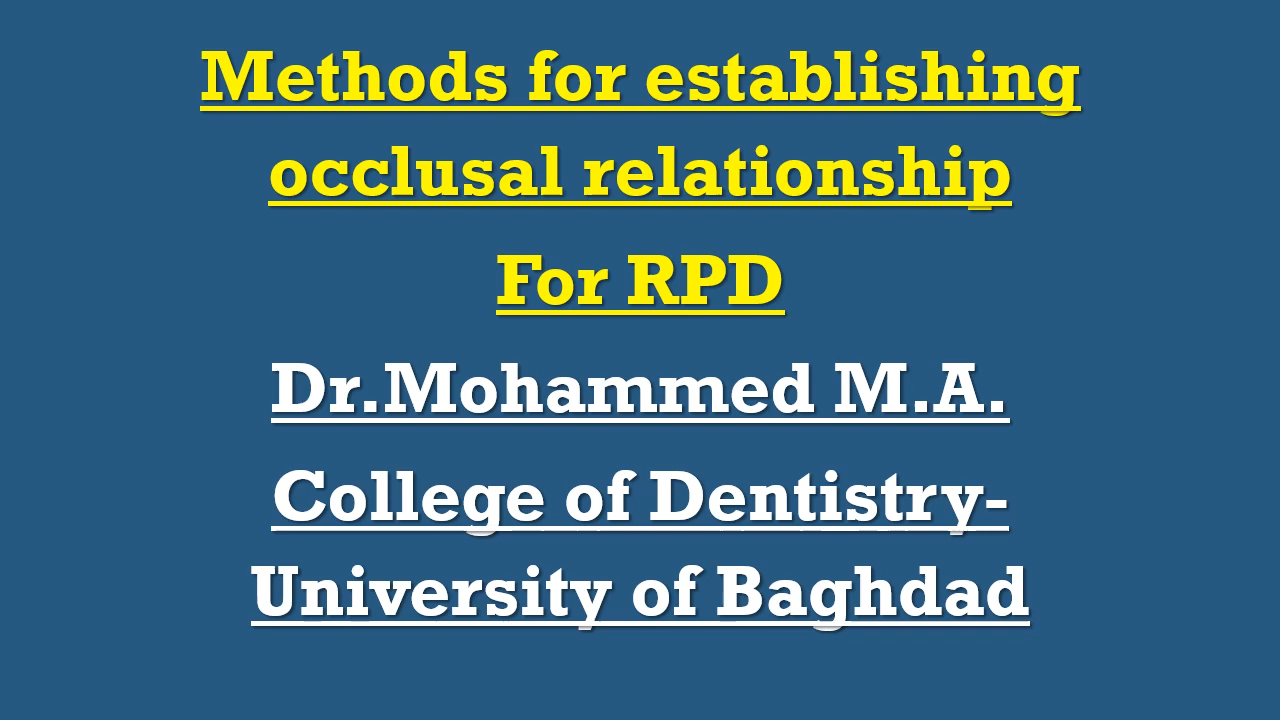 Methods for establishing
occlusal relationship
For RPD
Dr.Mohammed M.A.
College of Dentistry-
University of Baghdad